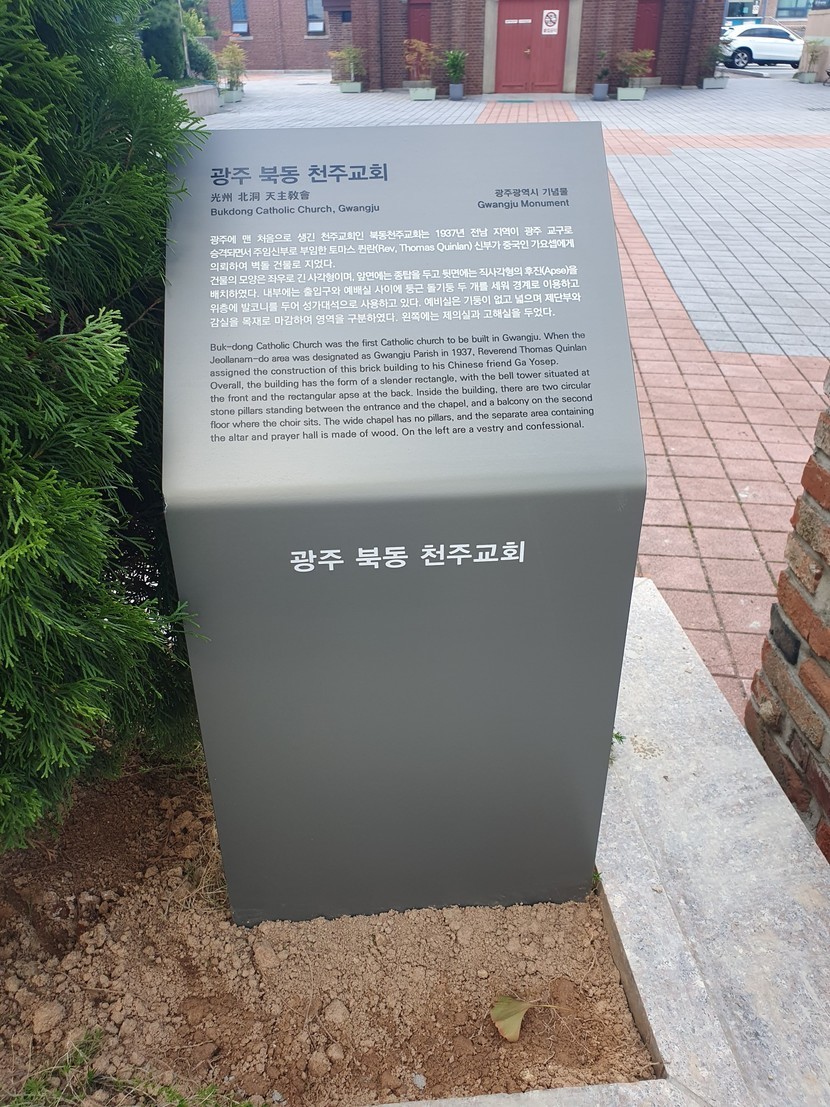 광주 북동 천주교회
光州 北洞 天主敎會
Bukdong Catholic Church, Gwangju
광주광역시 기념물
Gwangju Monument
광주에 맨 처음으로 생긴 천주교회인 북동천주교회는 1937년 전남 지역이 광주 교구로
승격되면서 주임신부로 부임한 토마스 퀸란(Rev, Thomas Quinlan) 신부가 중국인 가요셉에게
의뢰하여 벽돌 건물로 지었다.
건물의 모양은 좌우로 긴 사각형이며, 앞면에는 종탑을 두고 뒷면에는 직사각형의 후진(Apse)을
배치하였다. 내부에는 출입구와 예배실 사이에 둥근 돌기둥 두 개를 세워 경계로 이용하고
위층에 발코니를 두어 성가대석으로 사용하고 있다. 예비실은 기둥이 없고 넓으며 제단부와
감실을 목재로 마감하여 영역을 구분하였다. 왼쪽에는 제의실과 고해실을 두었다.
Buk-dong Catholic Church was the first Catholic church to be built in Gwangju. When the
Jeollanam-do area was designated as Gwangju Parish in 1937, Reverend Thomas Quinlan
assigned the construction of this brick building to his Chinese friend Ga Yosep.
Overall, the building has the form of a slender rectangle, with the bell tower situated at
the front and the rectangular apse at the back. Inside the building, there are two circular
stone pillars standing between the entrance and the chapel, and a balcony on the second
floor where the choir sits. The wide chapel has no pillars, and the separate area containing
the altar and prayer hall is made of wood. On the left are a vestry and confessional.
광주 북동 천주교회